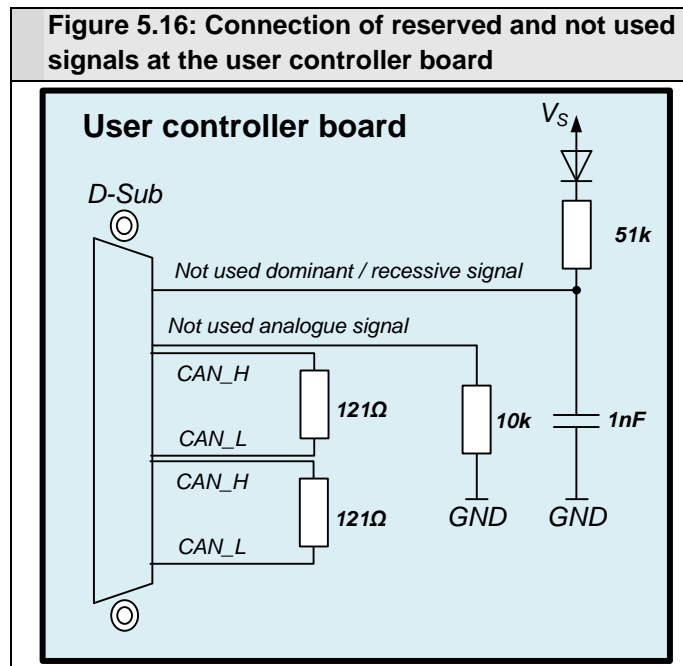 Figure 5.16: Connection of reserved and not used
signals at the user controller board
User controller board
V_S
D-Sub
51k
Not used dominant / recessive signal
Not used analogue signal
CAN_H
121Ω
10k
1nF
CAN_L
CAN_H
121Ω
GND
GND
CAN_L